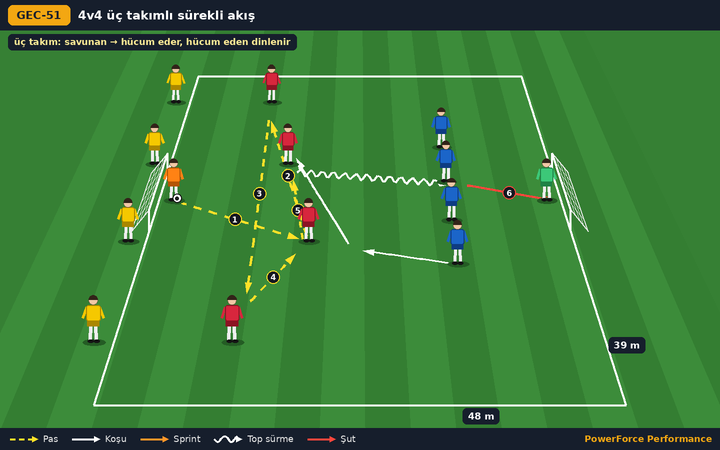 GEC-51 4v4 üç takımlı sürekli akış
üç takım: savunan → hücum eder, hücum eden dinlenir
2
3
6
5
1
4
39 m
48 m
Pas Koşu Sprint Top sürme Şut PowerForce Performance